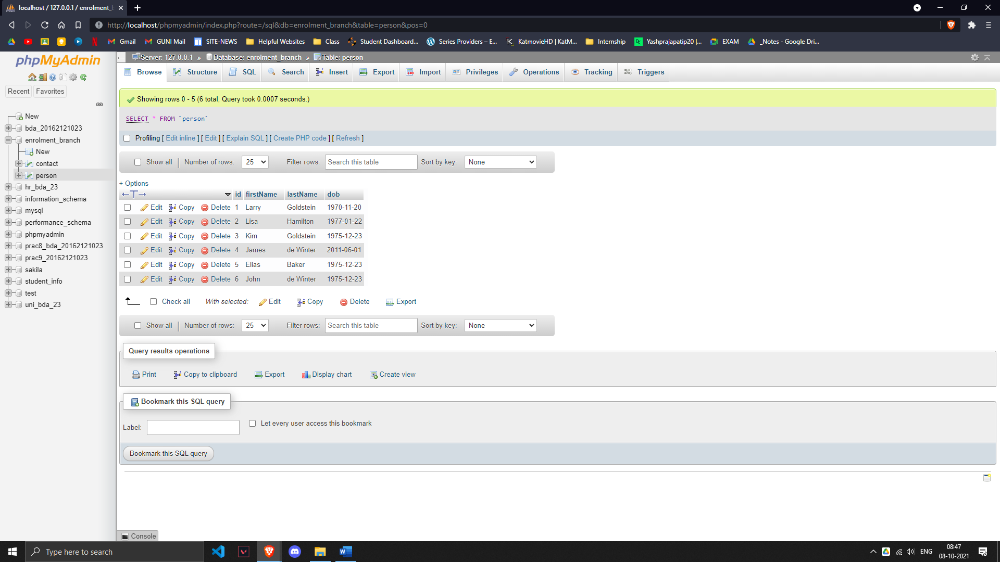 localhost / 127.0.0.1 / enrolment_
http://localhost/phpmyadmin/index.php?route=/sql&db=enrolment_branch&table=person&pos=0
Gmail GUNI Mail SITE-NEWS Helpful Websites Class Student Dashboard... Series Providers – E... KatmovieHD | KatM... Internship Yashprajapatip20 |... EXAM _Notes - Google Dri...
phpMyAdmin
Recent Favorites
New
bda_20162121023
enrolment_branch
New
contact
person
hr_bda_23
information_schema
mysql
performance_schema
phpmyadmin
prac8_bda_20162121023
prac9_20162121023
sakila
student_info
test
uni_bda_23
Server: 127.0.0.1 » Database: enrolment_branch » Table: person
Browse Structure SQL Search Insert Export Import Privileges Operations Tracking Triggers
Showing rows 0 - 5 (6 total, Query took 0.0007 seconds.)
SELECT * FROM `person`
Profiling [ Edit inline ] [ Edit ] [ Explain SQL ] [ Create PHP code ] [ Refresh ]
Show all Number of rows: 25 Filter rows: Search this table Sort by key: None
+ Options
id firstName lastName dob
Edit Copy Delete 1 Larry Goldstein 1970-11-20
Edit Copy Delete 2 Lisa Hamilton 1977-01-22
Edit Copy Delete 3 Kim Goldstein 1975-12-23
Edit Copy Delete 4 James de Winter 2011-06-01
Edit Copy Delete 5 Elias Baker 1975-12-23
Edit Copy Delete 6 John de Winter 1975-12-23
Check all With selected: Edit Copy Delete Export
Show all Number of rows: 25 Filter rows: Search this table Sort by key: None
Query results operations
Print Copy to clipboard Export Display chart Create view
Bookmark this SQL query
Label: Let every user access this bookmark
Bookmark this SQL query
Console
Type here to search
ENG
08:47
08-10-2021